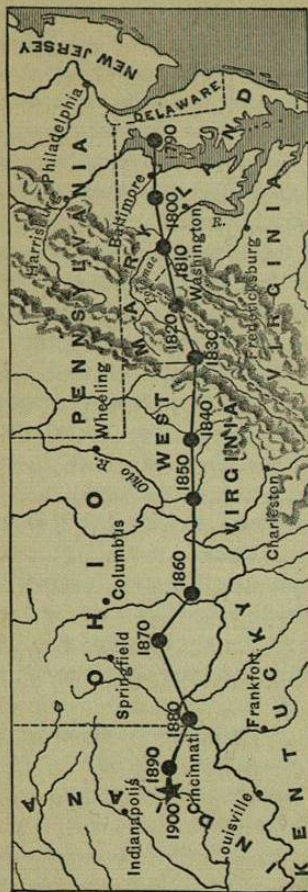 NEW JERSEY
Philadelphia
DELAWARE
Harrisburg
PENNSYLVANIA
Baltimore
MARYLAND
1790
1800
1810
Washington
1820
Fredericksburg
VIRGINIA
1830
Wheeling
Ohio R.
WEST
VIRGINIA
1840
1850
Charleston
OHIO
Columbus
1860
Springfield
1870
1880
Cincinnati
Frankfort
KENTUCKY
1890
1900
Indianapolis
INDIANA
Louisville